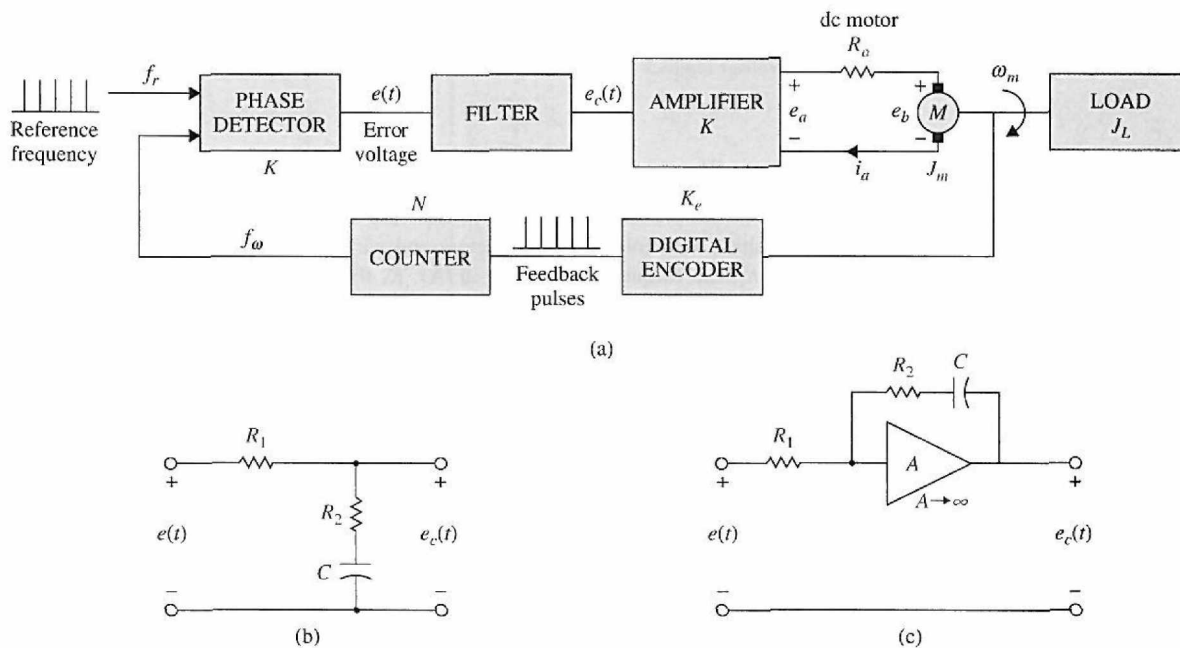 dc motor
R_a
f_r
Reference
frequency
PHASE
DETECTOR
K
e(t)
Error
voltage
FILTER
e_c(t)
AMPLIFIER
K
+
e_a
−
+
e_b
−
M
i_a
J_m
ω_m
LOAD
J_L
f_ω
N
COUNTER
Feedback
pulses
K_e
DIGITAL
ENCODER
(a)
R_1
+
+
R_2
e(t)
e_c(t)
C
−
−
(b)
R_2
C
R_1
A
+
+
A→∞
e(t)
e_c(t)
−
−
(c)